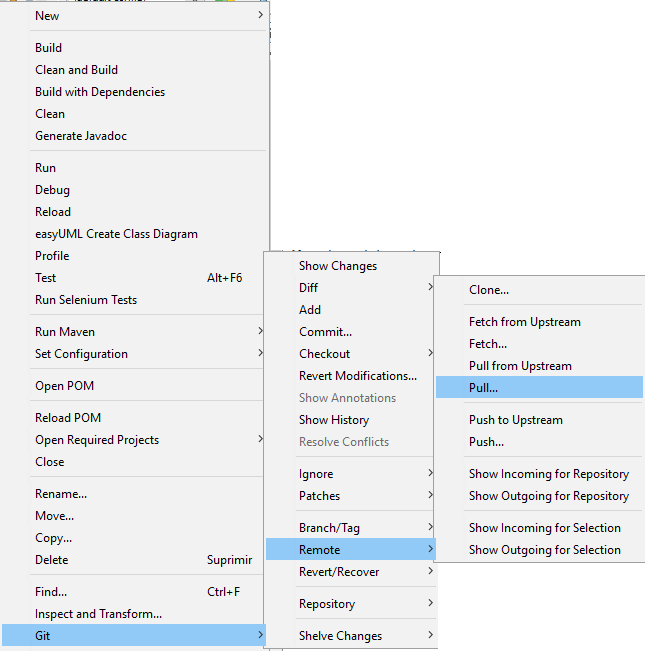 New
Build
Clean and Build
Build with Dependencies
Clean
Generate Javadoc
Run
Debug
Reload
easyUML Create Class Diagram
Profile
Test Alt+F6
Run Selenium Tests
Run Maven
Set Configuration
Open POM
Reload POM
Open Required Projects
Close
Rename...
Move...
Copy...
Delete Suprimir
Find... Ctrl+F
Inspect and Transform...
Git
Show Changes
Diff
Add
Commit...
Checkout
Revert Modifications...
Show Annotations
Show History
Resolve Conflicts
Ignore
Patches
Branch/Tag
Remote
Revert/Recover
Repository
Shelve Changes
Clone...
Fetch from Upstream
Fetch...
Pull from Upstream
Pull...
Push to Upstream
Push...
Show Incoming for Repository
Show Outgoing for Repository
Show Incoming for Selection
Show Outgoing for Selection